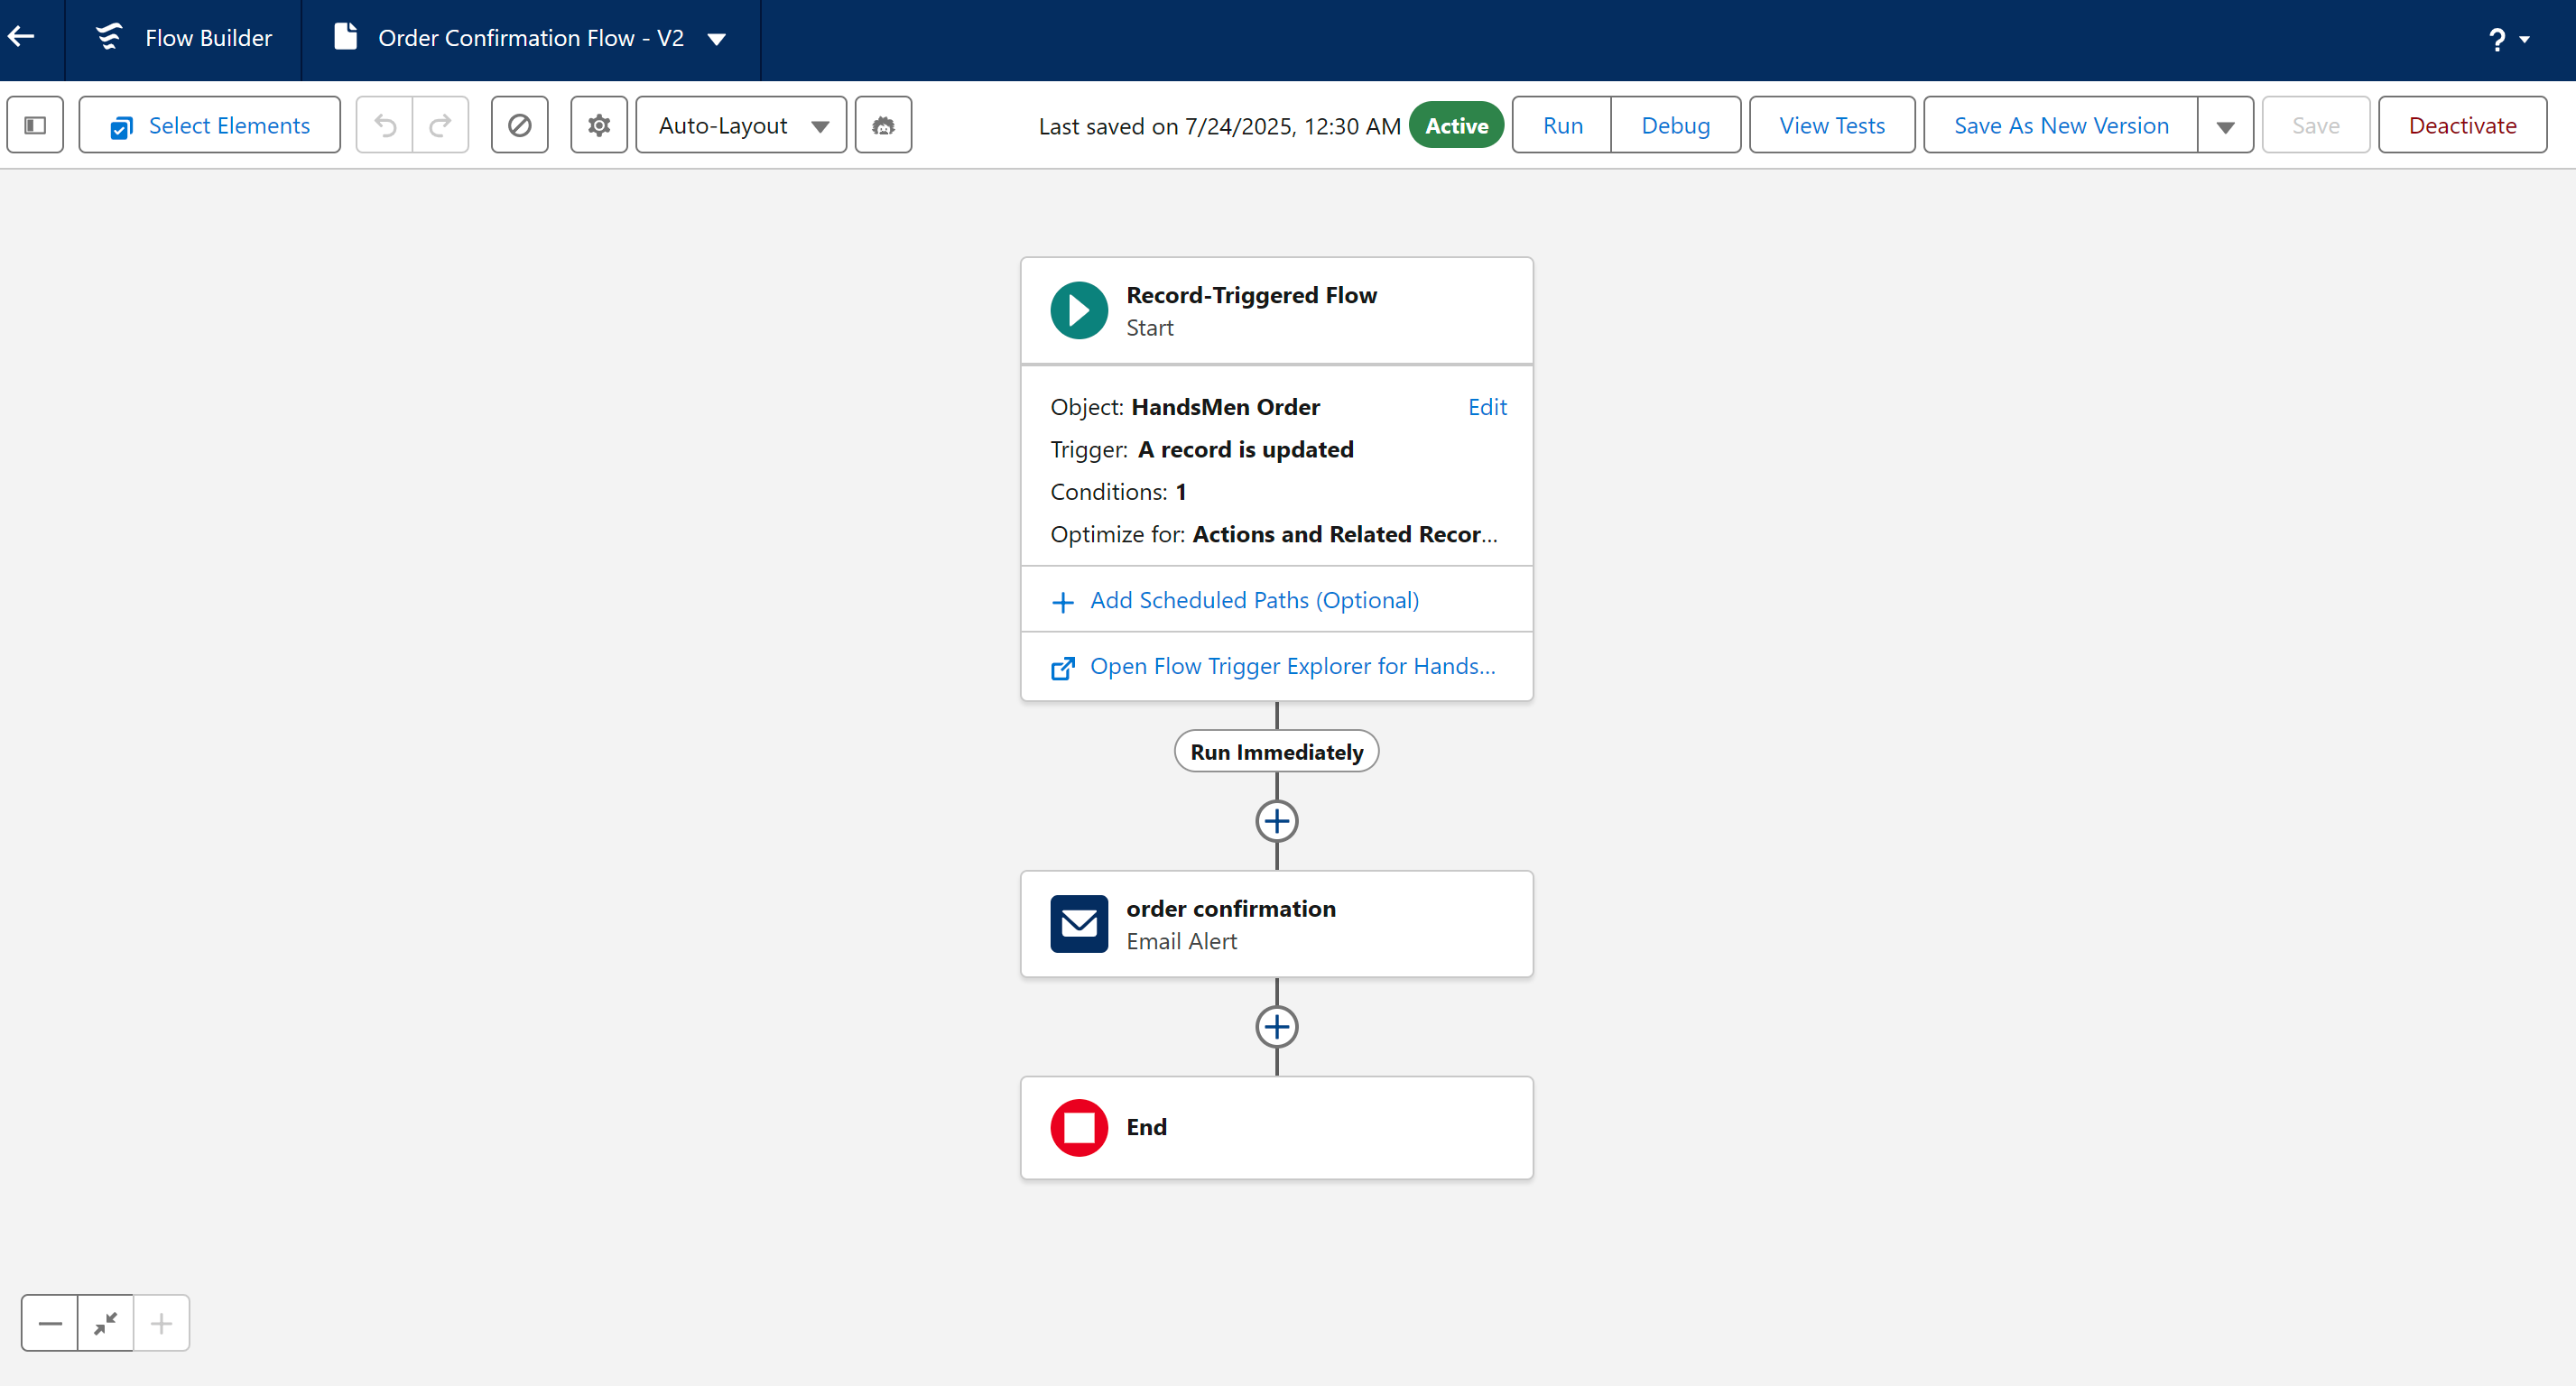 Flow Builder
Order Confirmation Flow - V2
?
Select Elements
Auto-Layout
Last saved on 7/24/2025, 12:30 AM
Active
Run
Debug
View Tests
Save As New Version
Save
Deactivate
Record-Triggered Flow
Start
Object: HandsMen Order
Edit
Trigger: A record is updated
Conditions: 1
Optimize for: Actions and Related Recor...
Add Scheduled Paths (Optional)
Open Flow Trigger Explorer for Hands...
Run Immediately
order confirmation
Email Alert
End